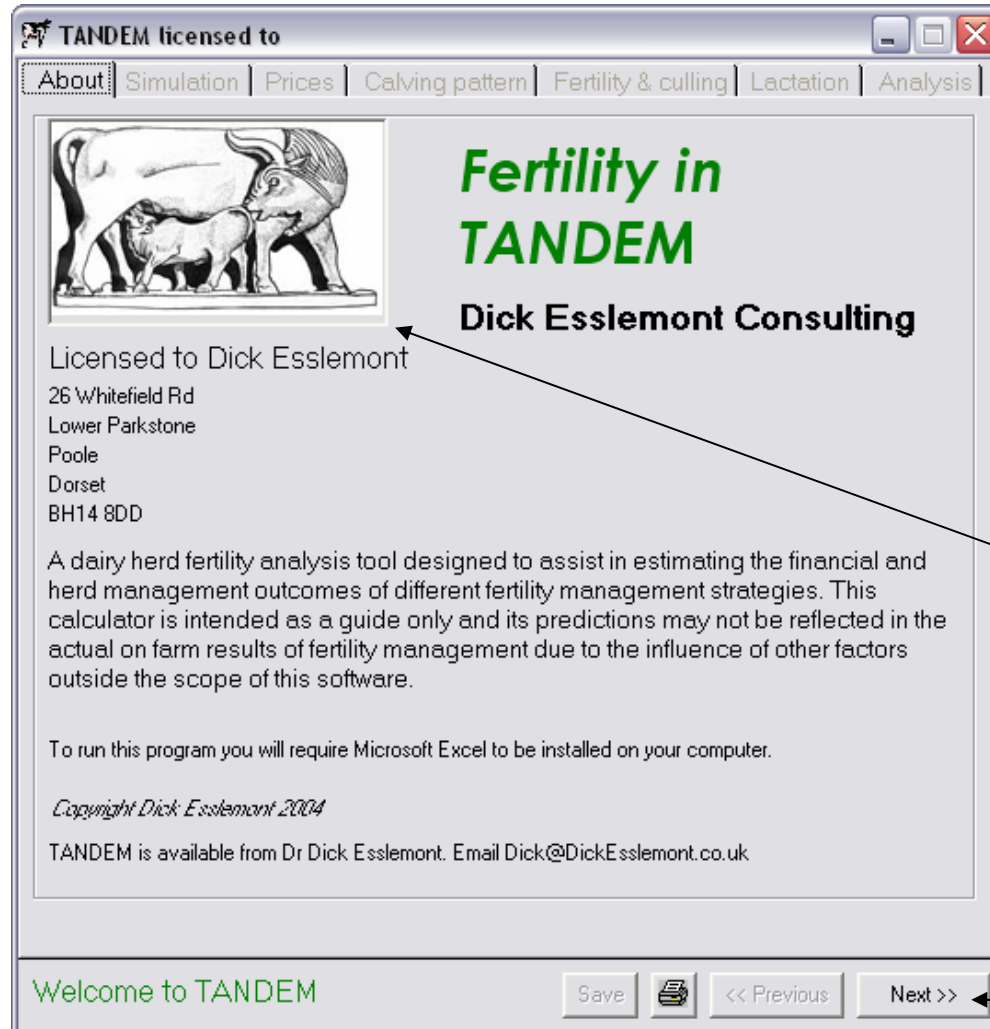 TANDEM licensed to
About Simulation Prices Calving pattern Fertility & culling Lactation Analysis
Fertility in
TANDEM
Dick Esslemont Consulting
Licensed to Dick Esslemont
26 Whitefield Rd
Lower Parkstone
Poole
Dorset
BH14 8DD
A dairy herd fertility analysis tool designed to assist in estimating the financial and
herd management outcomes of different fertility management strategies. This
calculator is intended as a guide only and its predictions may not be reflected in the
actual on farm results of fertility management due to the influence of other factors
outside the scope of this software.
To run this program you will require Microsoft Excel to be installed on your computer.
Copyright Dick Esslemont 2004
TANDEM is available from Dr Dick Esslemont. Email Dick@DickEsslemont.co.uk
Welcome to TANDEM
Save << Previous Next >>